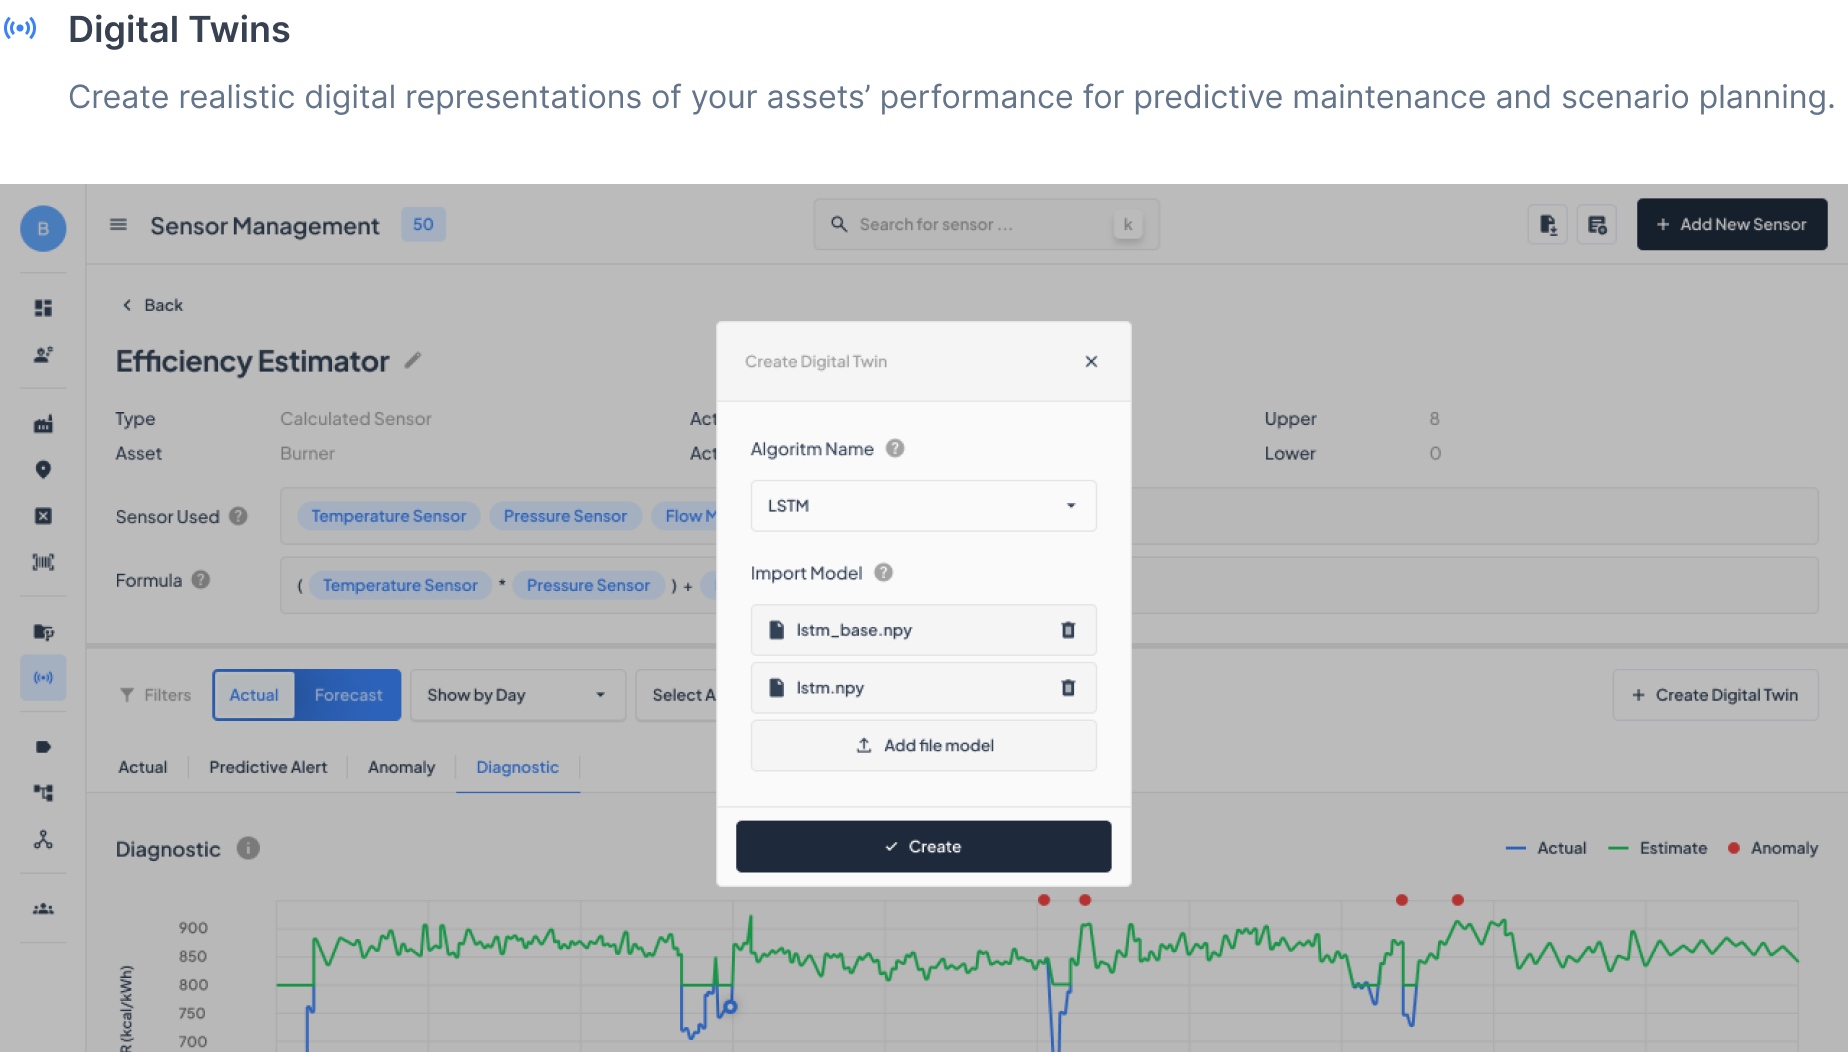 Digital Twins
Create realistic digital representations of your assets’ performance for predictive maintenance and scenario planning.
B
Sensor Management 50
Search for sensor ... k
+ Add New Sensor
Back
Efficiency Estimator
Type Calculated Sensor
Upper 8
Asset Burner
Lower 0
Sensor Used ? Temperature Sensor Pressure Sensor
Flow
Formula ? ( Temperature Sensor * Pressure Sensor ) +
Create Digital Twin
Algoritm Name ?
LSTM
Import Model ?
lstm_base.npy
lstm.npy
Add file model
Create
Filters Actual Forecast Show by Day Select
+ Create Digital Twin
Actual Predictive Alert Anomaly Diagnostic
Diagnostic i
Actual Estimate Anomaly
900
850
800
750
700
(kcal/kWh)